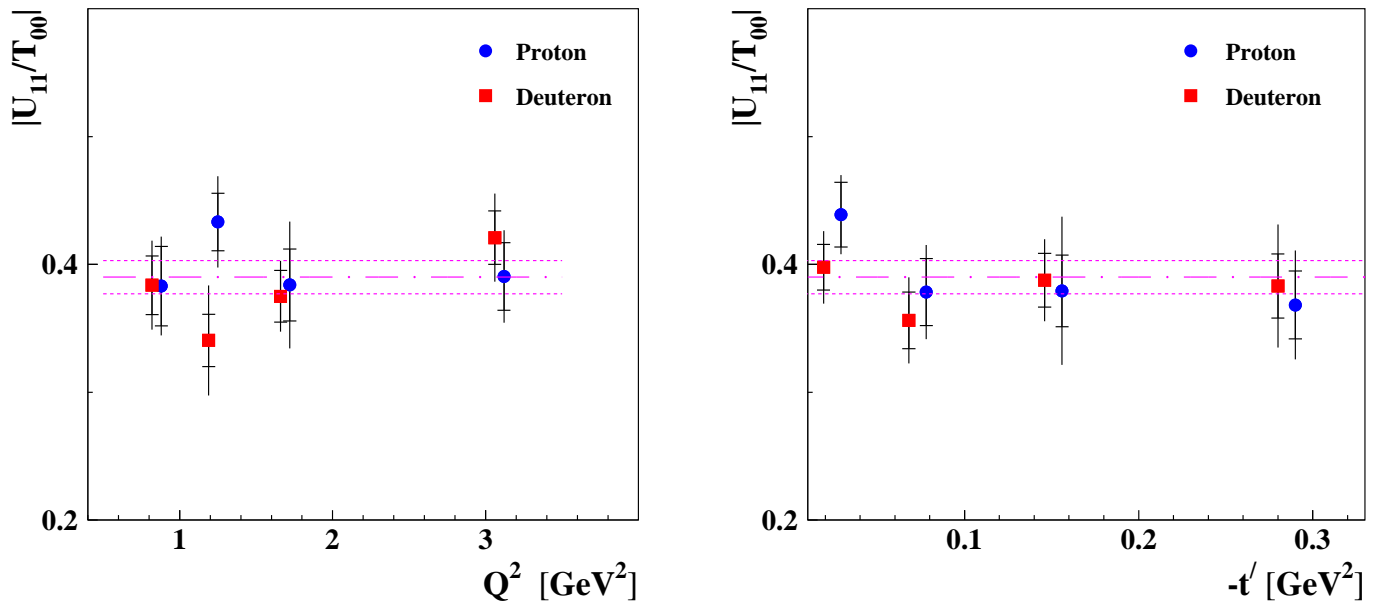 |U₁₁/T₀₀|
Proton
Deuteron
0.4
0.2
1 2 3
Q² [GeV²]
|U₁₁/T₀₀|
Proton
Deuteron
0.4
0.2
0.1 0.2 0.3
-t′ [GeV²]